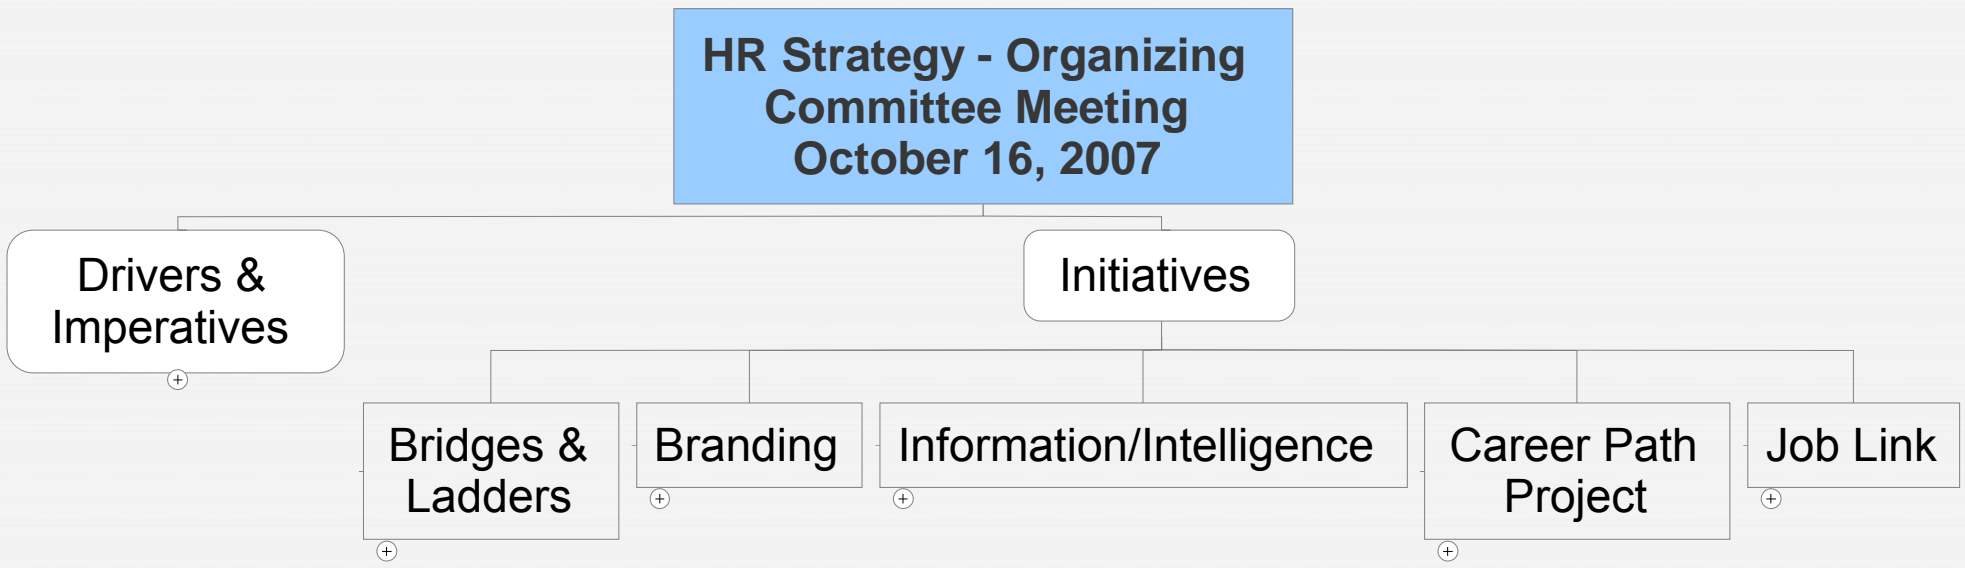 HR Strategy - Organizing
Committee Meeting
October 16, 2007
Drivers &
Imperatives
Initiatives
Bridges &
Ladders
Branding
Information/Intelligence
Career Path
Project
Job Link